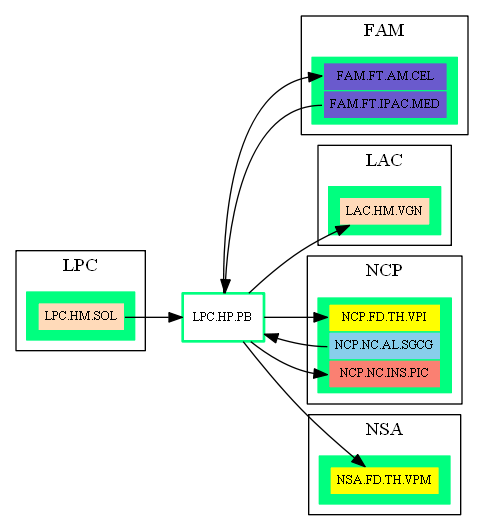 FAM
FAM.FT.AM.CEL
FAM.FT.IPAC.MED
LAC
LAC.HM.VGN
LPC
LPC.HM.SOL
LPC.HP.PB
NCP
NCP.FD.TH.VPI
NCP.NC.AL.SGCG
NCP.NC.INS.PIC
NSA
NSA.FD.TH.VPM